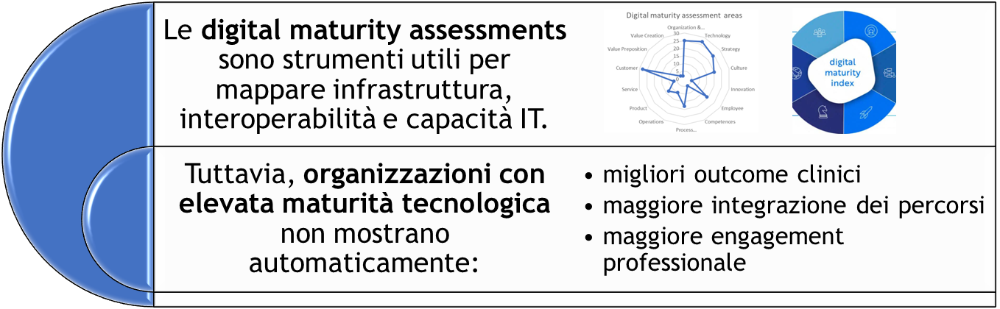 Le digital maturity assessments
sono strumenti utili per
mappare infrastruttura,
interoperabilità e capacità IT.
Digital maturity assessment areas
Organization &...
Technology
Strategy
Culture
Innovation
Employee
Competences
Process...
Operations
Product
Service
Customer
Value Preposition
Value Creation
30
25
20
15
10
5
0
digital
maturity
index
Tuttavia, organizzazioni con
elevata maturità tecnologica
non mostrano
automaticamente:
• migliori outcome clinici
• maggiore integrazione dei percorsi
• maggiore engagement
professionale